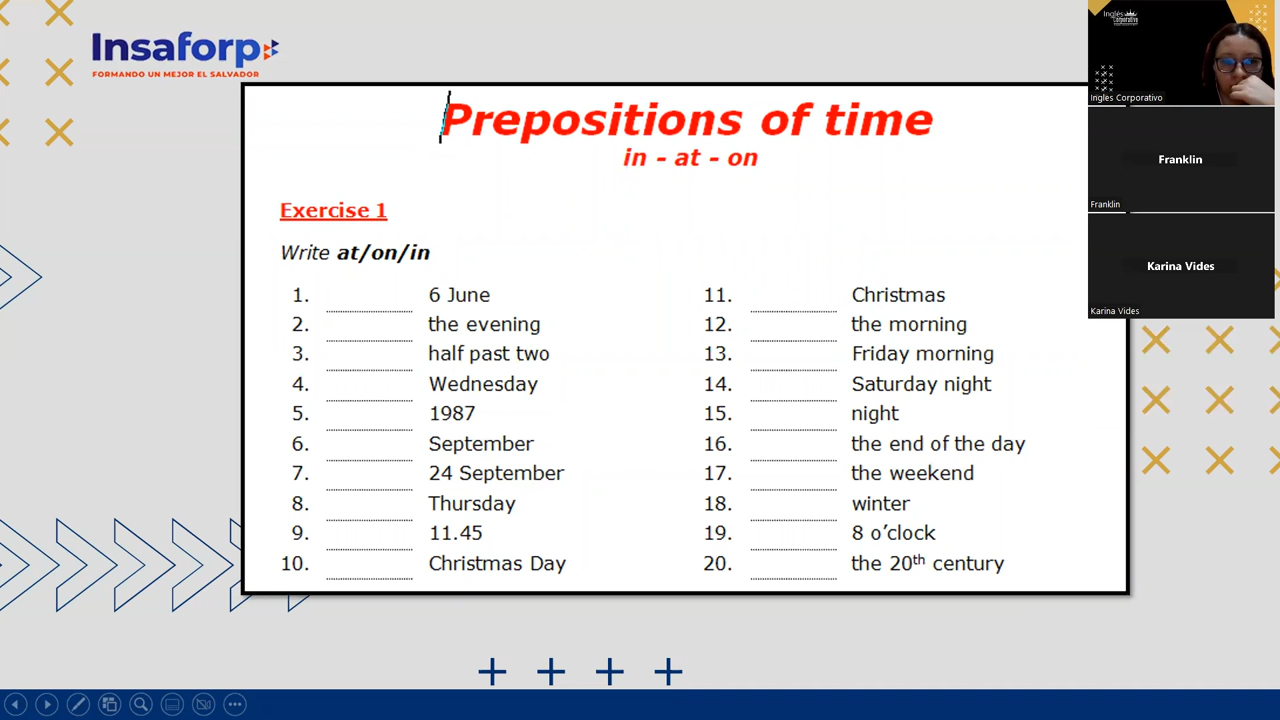 Insaforp
FORMANDO UN MEJOR EL SALVADOR
Prepositions of time
in - at - on
Exercise 1
Write at/on/in
1. 6 June
2. the evening
3. half past two
4. Wednesday
5. 1987
6. September
7. 24 September
8. Thursday
9. 11.45
10. Christmas Day
11. Christmas
12. the morning
13. Friday morning
14. Saturday night
15. night
16. the end of the day
17. the weekend
18. winter
19. 8 o’clock
20. the 20th century
Inglés
Corporativo
Ingles Corporativo
Franklin
Franklin
Karina Vides
Karina Vides